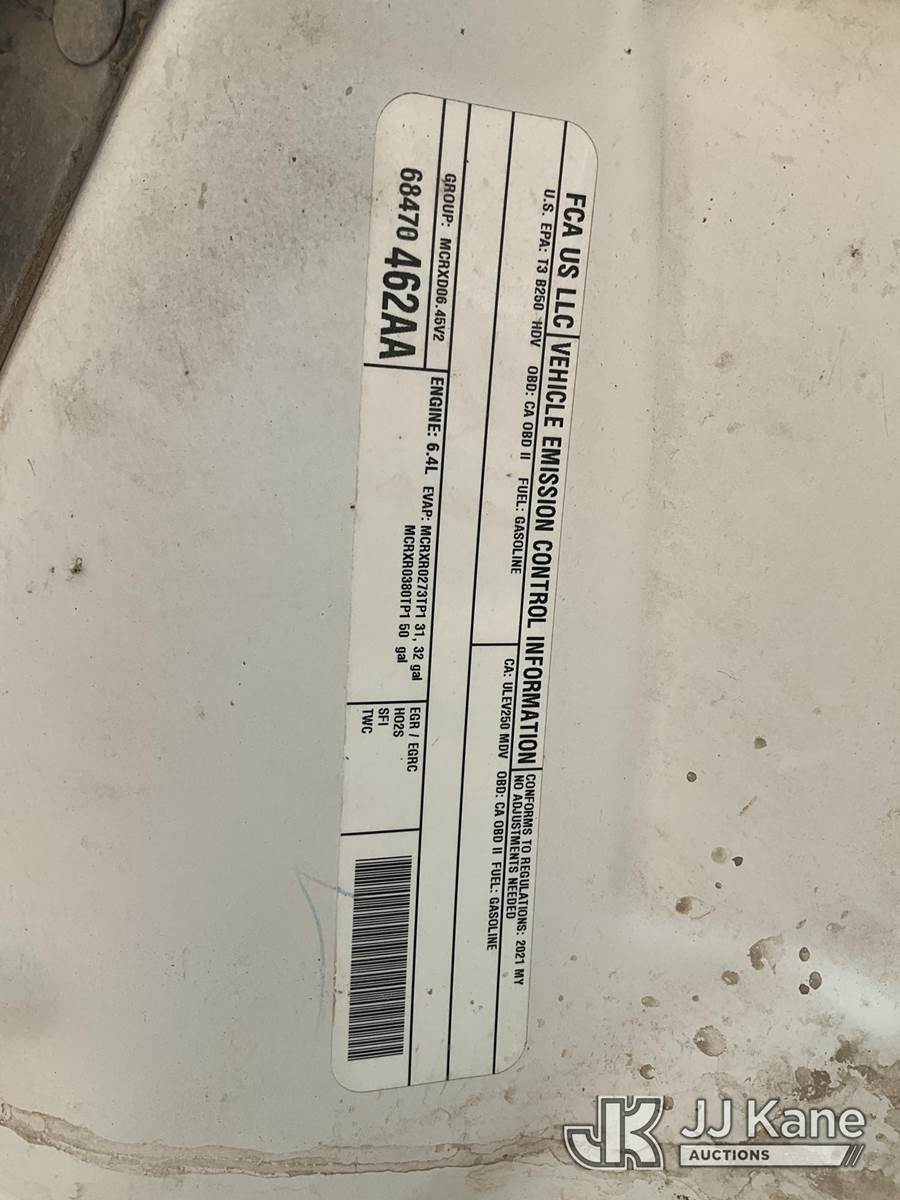 FCA US LLC VEHICLE EMISSION CONTROL INFORMATION
CONFORMS TO REGULATIONS: 2021 MY
NO ADJUSTMENTS NEEDED
U.S. EPA: T3 B250 HDV OBD: CA OBD II FUEL: GASOLINE
CA: ULEV250 MDV OBD: CA OBD II FUEL: GASOLINE
GROUP: MCRXD06.45V2
68470462AA
ENGINE: 6.4L EVAP: MCRXR0273TP1 31, 32 gal
MCRXR0380TP1 50 gal
EGR / EGRC
HO2S
SFI
TWC
JK JJ Kane
AUCTIONS